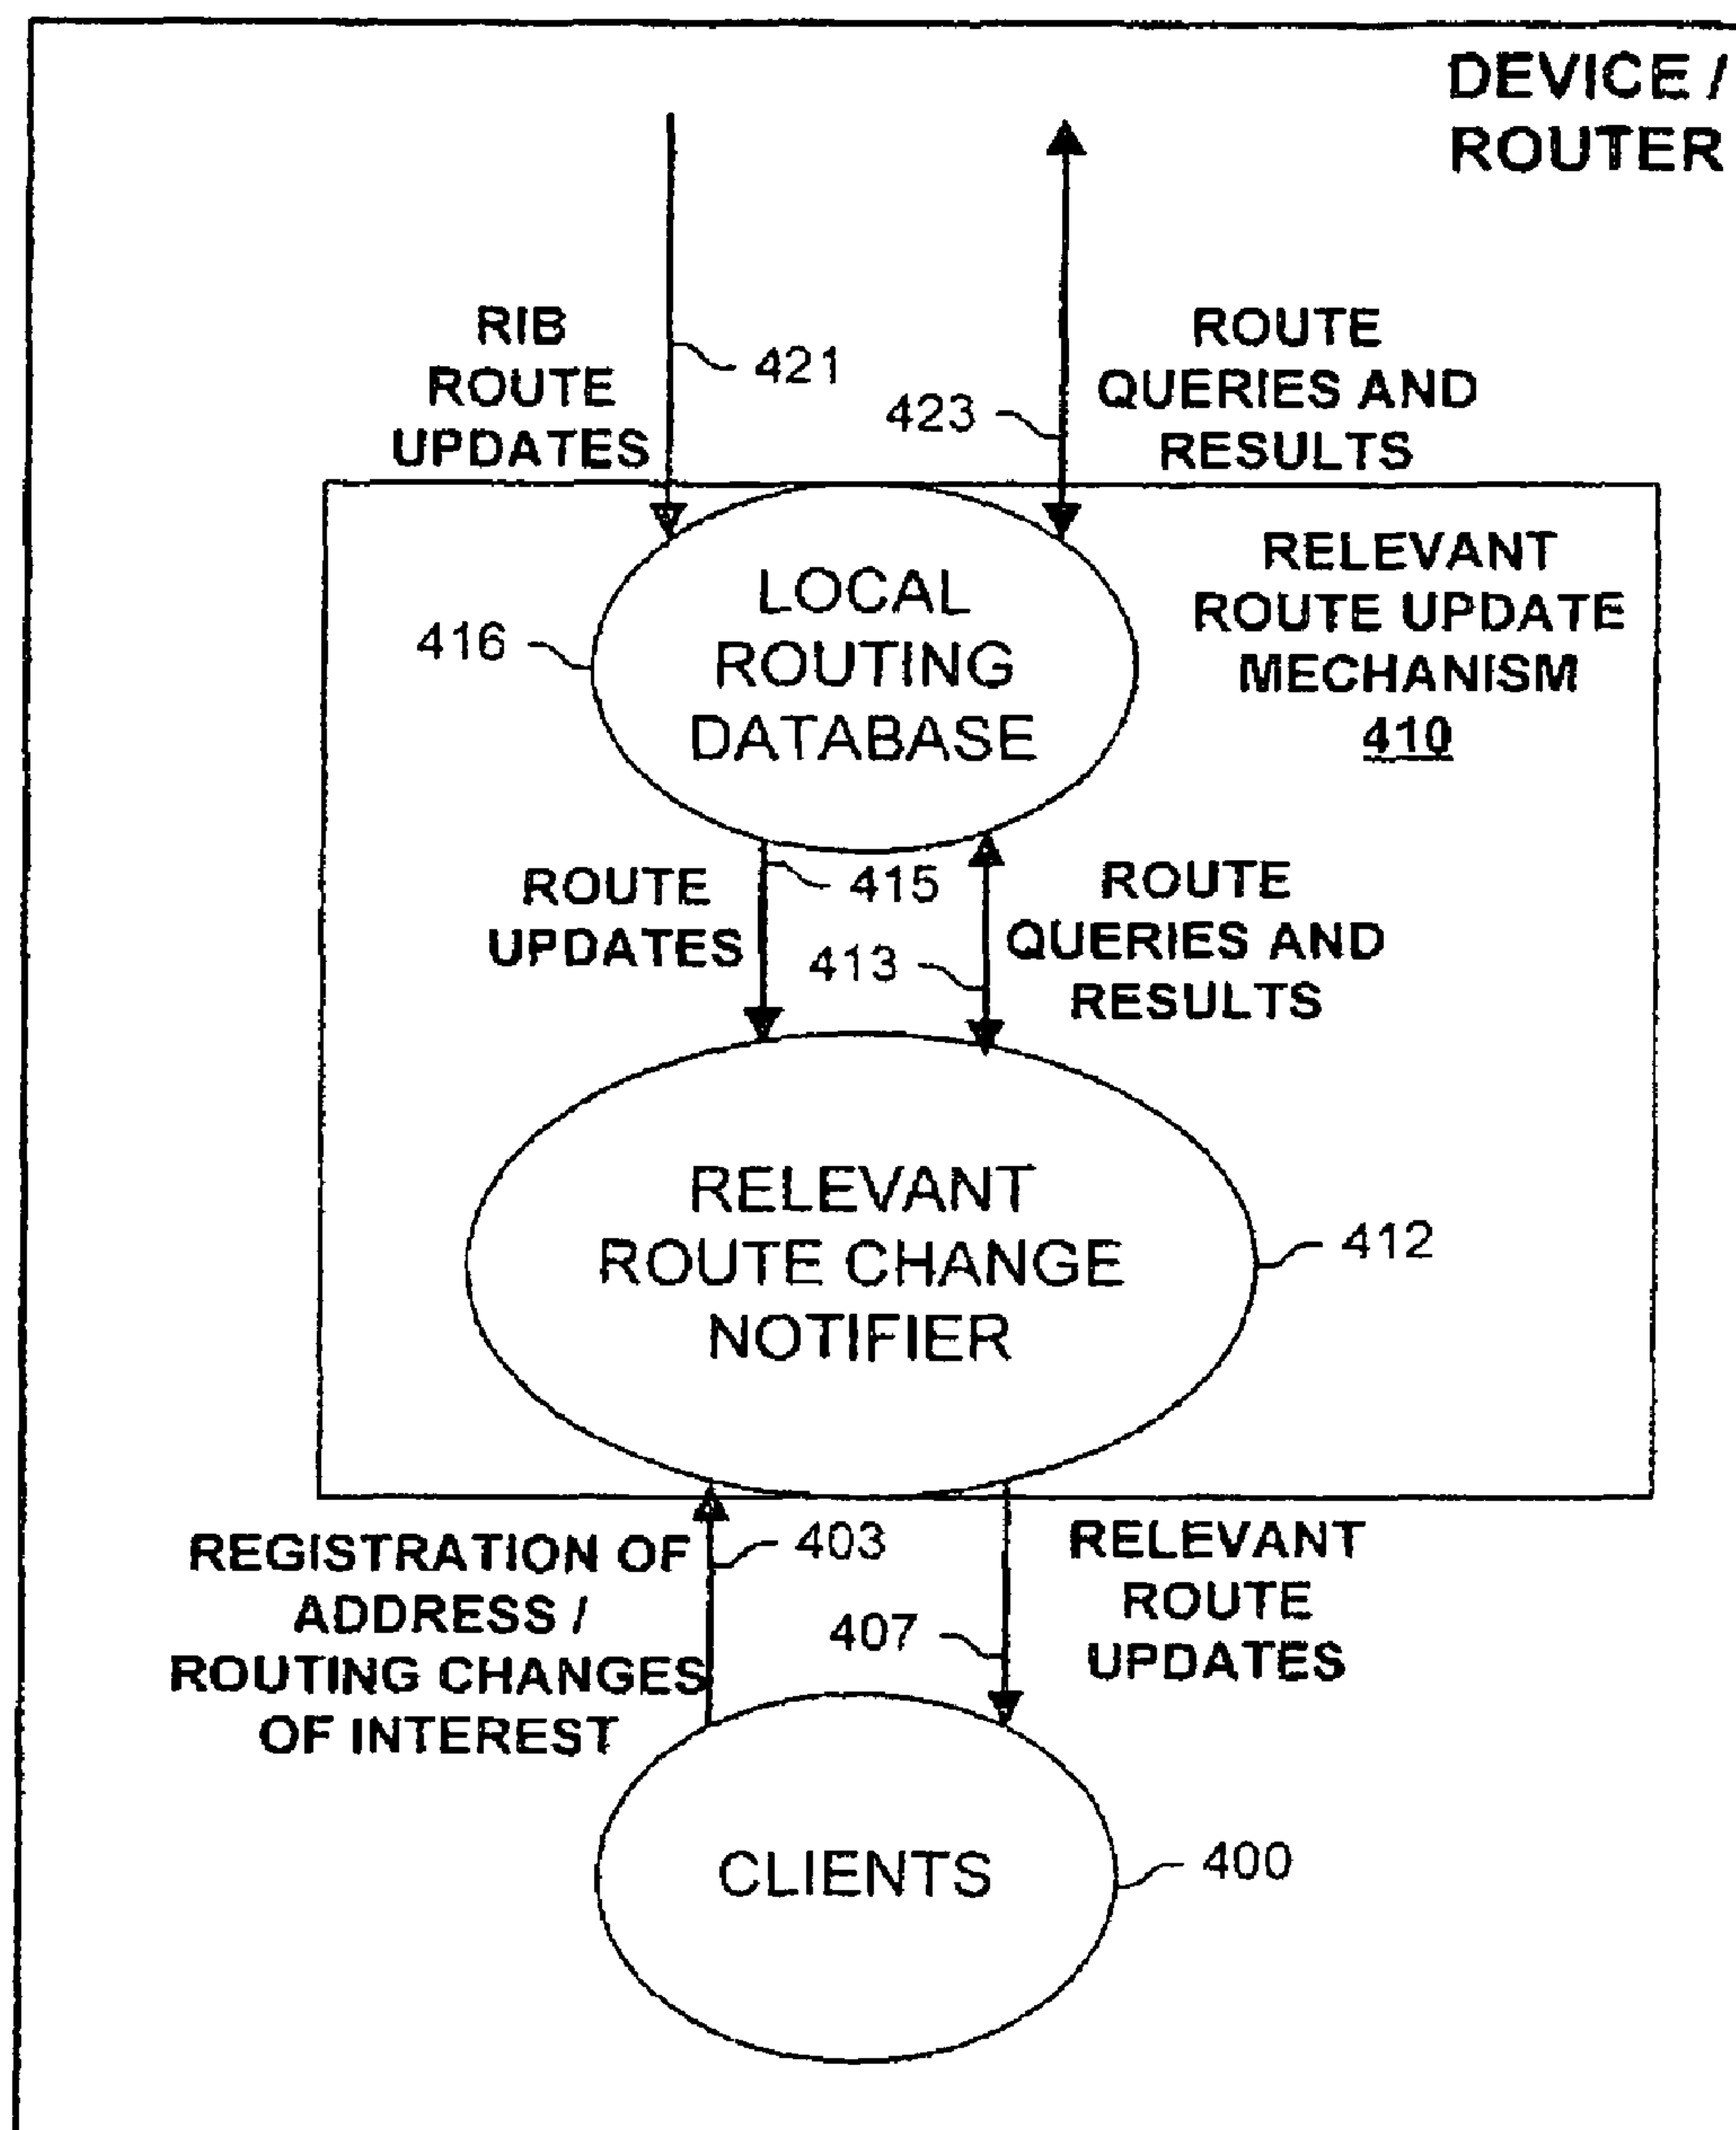 DEVICE /
ROUTER
RIB
ROUTE
UPDATES
421
423
ROUTE
QUERIES AND
RESULTS
RELEVANT
ROUTE UPDATE
MECHANISM
410
LOCAL
ROUTING
DATABASE
416
ROUTE
UPDATES
415
413
ROUTE
QUERIES AND
RESULTS
RELEVANT
ROUTE CHANGE
NOTIFIER
412
REGISTRATION OF
ADDRESS /
ROUTING CHANGES
OF INTEREST
403
407
RELEVANT
ROUTE
UPDATES
CLIENTS
400